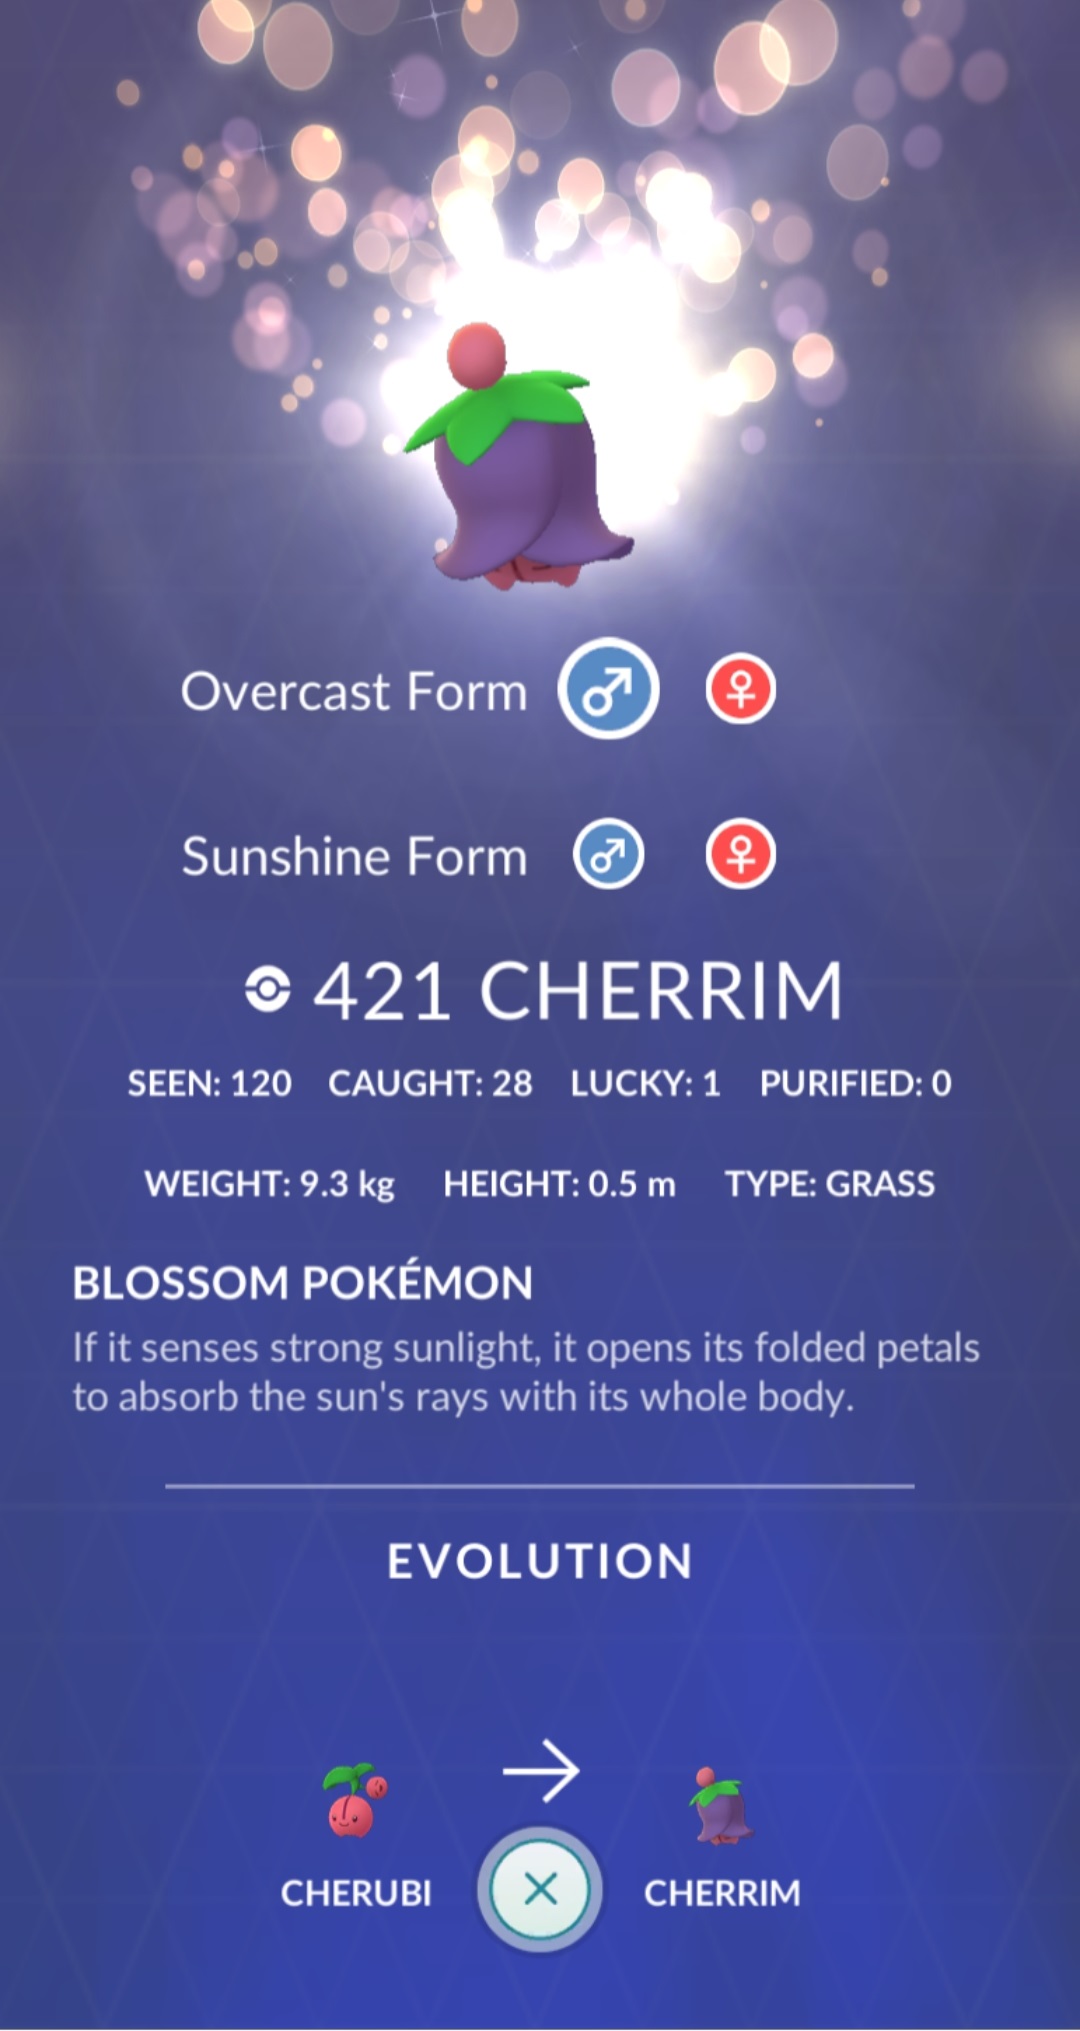 Overcast Form ♂ ♀
Sunshine Form ♂ ♀
421 CHERRIM
SEEN: 120 CAUGHT: 28 LUCKY: 1 PURIFIED: 0
WEIGHT: 9.3 kg HEIGHT: 0.5 m TYPE: GRASS
BLOSSOM POKÉMON
If it senses strong sunlight, it opens its folded petals
to absorb the sun's rays with its whole body.
EVOLUTION
CHERUBI CHERRIM